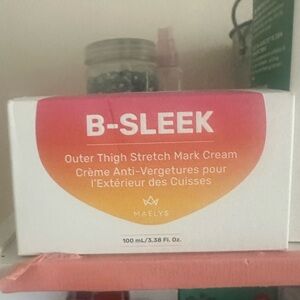 B-SLEEK
Outer Thigh Stretch Mark Cream
Crème Anti-Vergetures pour
l'Extérieur des Cuisses
MAËLYS
100 mL/3.38 Fl. Oz.